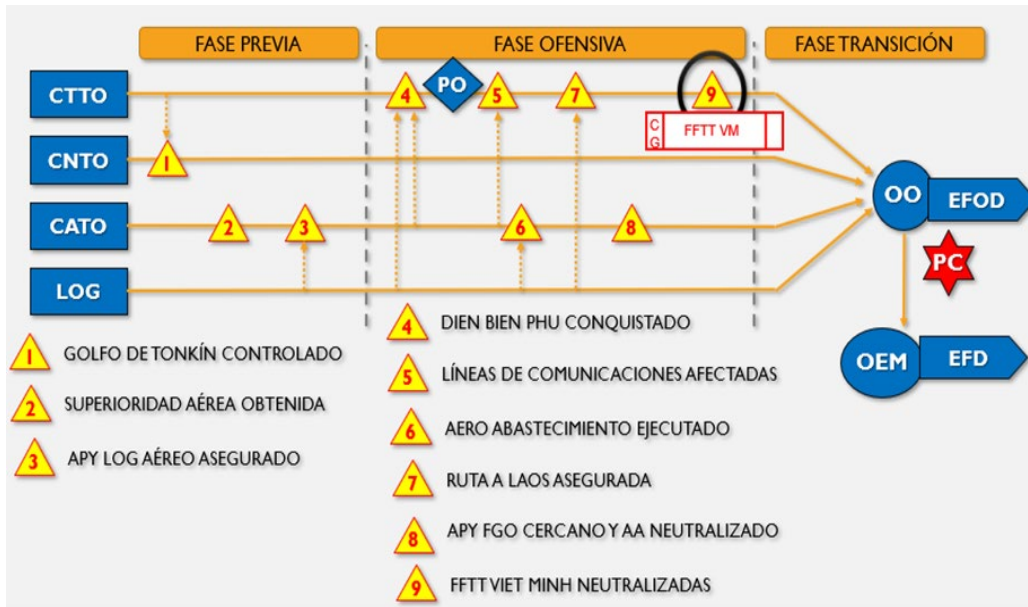 FASE PREVIA
FASE OFENSIVA
FASE TRANSICIÓN
CTTO
4
PO
5
7
9
CG
FFTT VM
CNTO
1
CATO
2
3
6
8
LOG
OO
EFOD
PC
OEM
EFD
1 GOLFO DE TONKÍN CONTROLADO
2 SUPERIORIDAD AÉREA OBTENIDA
3 APY LOG AÉREO ASEGURADO
4 DIEN BIEN PHU CONQUISTADO
5 LÍNEAS DE COMUNICACIONES AFECTADAS
6 AERO ABASTECIMIENTO EJECUTADO
7 RUTA A LAOS ASEGURADA
8 APY FGO CERCANO Y AA NEUTRALIZADO
9 FFTT VIET MINH NEUTRALIZADAS